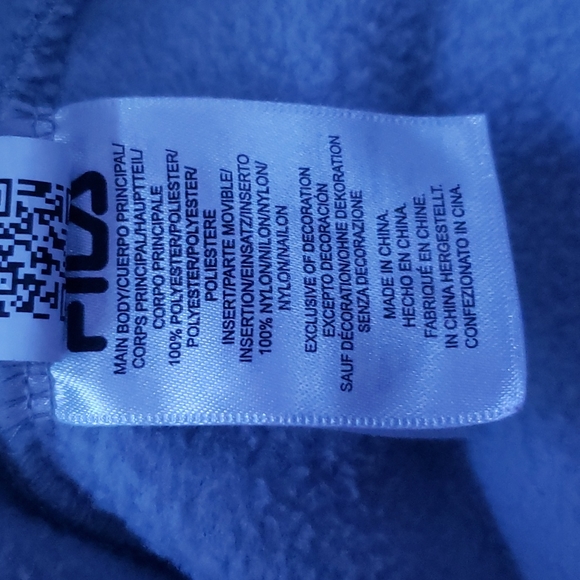 MAIN BODY/CUERPO PRINCIPAL/
CORPS PRINCIPAL/HAUPTTEIL/
CORPO PRINCIPALE
100% POLYESTER/POLIESTER/
POLYESTER/POLYESTER/
POLIESTERE
INSERT/PARTE MOVIBLE/
INSERTION/EINSATZ/INSERTO
100% NYLON/NILON/NYLON/
NYLON/NAILON
EXCLUSIVE OF DECORATION
EXCEPTO DECORACIÓN
SAUF DÉCORATION/OHNE DEKORATION
SENZA DECORAZIONE
MADE IN CHINA.
HECHO EN CHINA.
FABRIQUÉ EN CHINE.
IN CHINA HERGESTELLT.
CONFEZIONATO IN CINA.